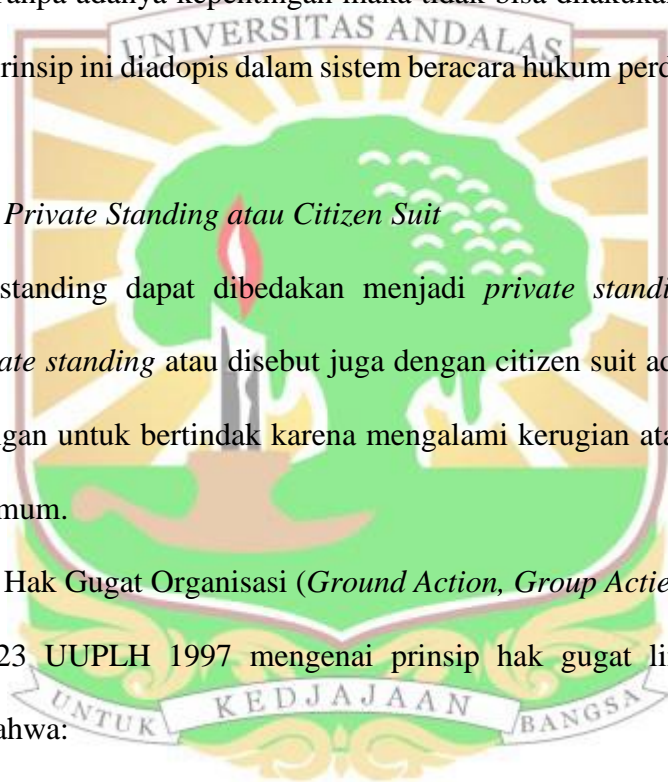 tanpa adanya kepentingan maka tidak bisa dilakukan
UNIVERSITAS ANDALAS
rinsip ini diadopis dalam sistem beracara hukum perd
Private Standing atau Citizen Suit
standing dapat dibedakan menjadi private standi
ate standing atau disebut juga dengan citizen suit ad
gan untuk bertindak karena mengalami kerugian ata
mum.
Hak Gugat Organisasi (Ground Action, Group Actie
23 UUPLH 1997 mengenai prinsip hak gugat li
ahwa:
UNTUK KEDJAJAAN BANGSA